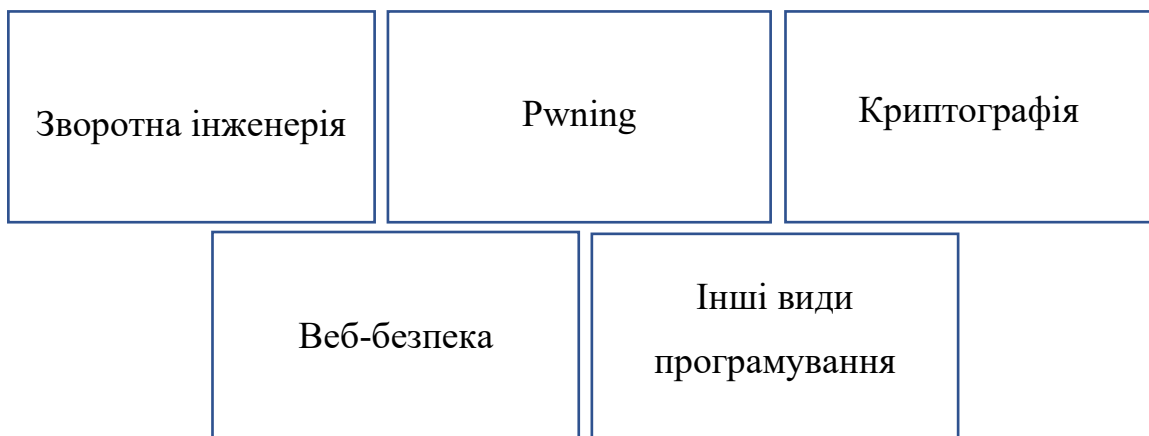 Зворотна інженерія
Pwning
Криптографія
Веб-безпека
Інші види
програмування